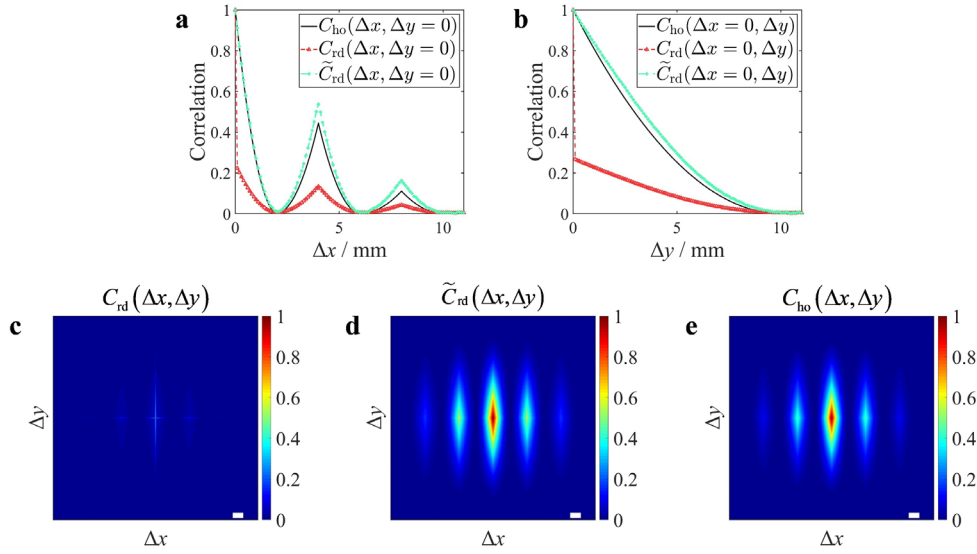 a
C_ho(Δx, Δy = 0)
C_rd(Δx, Δy = 0)
C̃_rd(Δx, Δy = 0)
Correlation
1
0.8
0.6
0.4
0.2
0
0
5
10
Δx / mm
b
C_ho(Δx = 0, Δy)
C_rd(Δx = 0, Δy)
C̃_rd(Δx = 0, Δy)
Correlation
1
0.8
0.6
0.4
0.2
0
0
5
10
Δy / mm
c
C_rd(Δx, Δy)
Δy
Δx
1
0.8
0.6
0.4
0.2
0
d
C̃_rd(Δx, Δy)
Δy
Δx
1
0.8
0.6
0.4
0.2
0
e
C_ho(Δx, Δy)
Δy
Δx
1
0.8
0.6
0.4
0.2
0